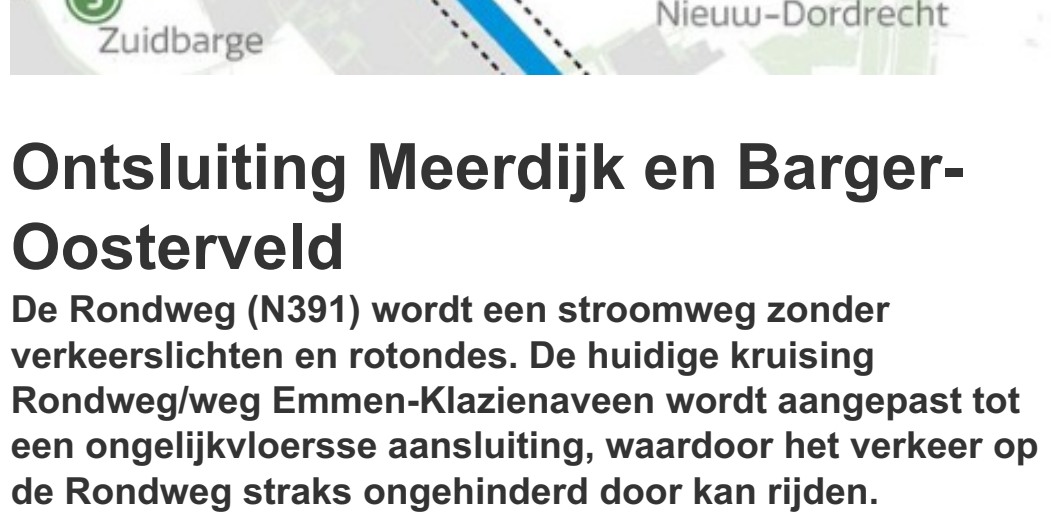 Zuidbarge
Nieuw-Dordrecht
Ontsluiting Meerdijk en Barger-
Oosterveld
De Rondweg (N391) wordt een stroomweg zonder
verkeerslichten en rotondes. De huidige kruising
Rondweg/weg Emmen-Klazienaveen wordt aangepast tot
een ongelijkvloersse aansluiting, waardoor het verkeer op
de Rondweg straks ongehinderd door kan rijden.